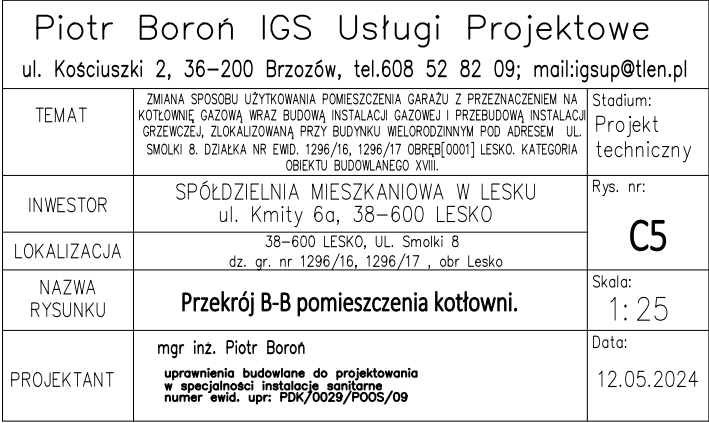 Piotr Boroń IGS Usługi Projektowe
ul. Kościuszki 2, 36-200 Brzozów, tel.608 52 82 09; mail:igsup@tlen.pl
TEMAT
ZMIANA SPOSOBU UŻYTKOWANIA POMIESZCZENIA GARAŻU Z PRZEZNACZENIEM NA
KOTŁOWNIĘ GAZOWĄ WRAZ BUDOWĄ INSTALACJI GAZOWEJ I PRZEBUDOWĄ INSTALACJI
GRZEWCZEJ, ZLOKALIZOWANĄ PRZY BUDYNKU WIELORODZINNYM POD ADRESEM UL.
SMOLKI 8. DZIAŁKA NR EWID. 1296/16, 1296/17 OBRĘB[0001] LESKO. KATEGORIA
OBIEKTU BUDOWLANEGO XVIII.
Stadium:
Projekt
techniczny
INWESTOR
SPÓŁDZIELNIA MIESZKANIOWA W LESKU
ul. Kmity 6a, 38-600 LESKO
Rys. nr:
C5
LOKALIZACJA
38-600 LESKO, UL. Smolki 8
dz. gr. nr 1296/16, 1296/17 , obr Lesko
NAZWA
RYSUNKU
Przekrój B-B pomieszczenia kotłowni.
Skala:
1:25
PROJEKTANT
mgr inż. Piotr Boroń
uprawnienia budowlane do projektowania
w specjalności instalacje sanitarne
numer ewid. upr: PDK/0029/POOS/09
Data:
12.05.2024